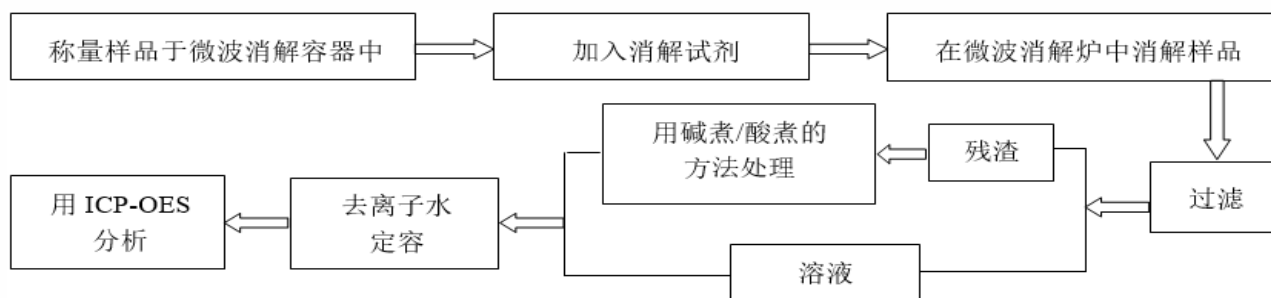 称量样品于微波消解容器中
加入消解试剂
在微波消解炉中消解样品
过滤
残渣
用碱煮/酸煮的
方法处理
溶液
去离子水
定容
用 ICP-OES
分析